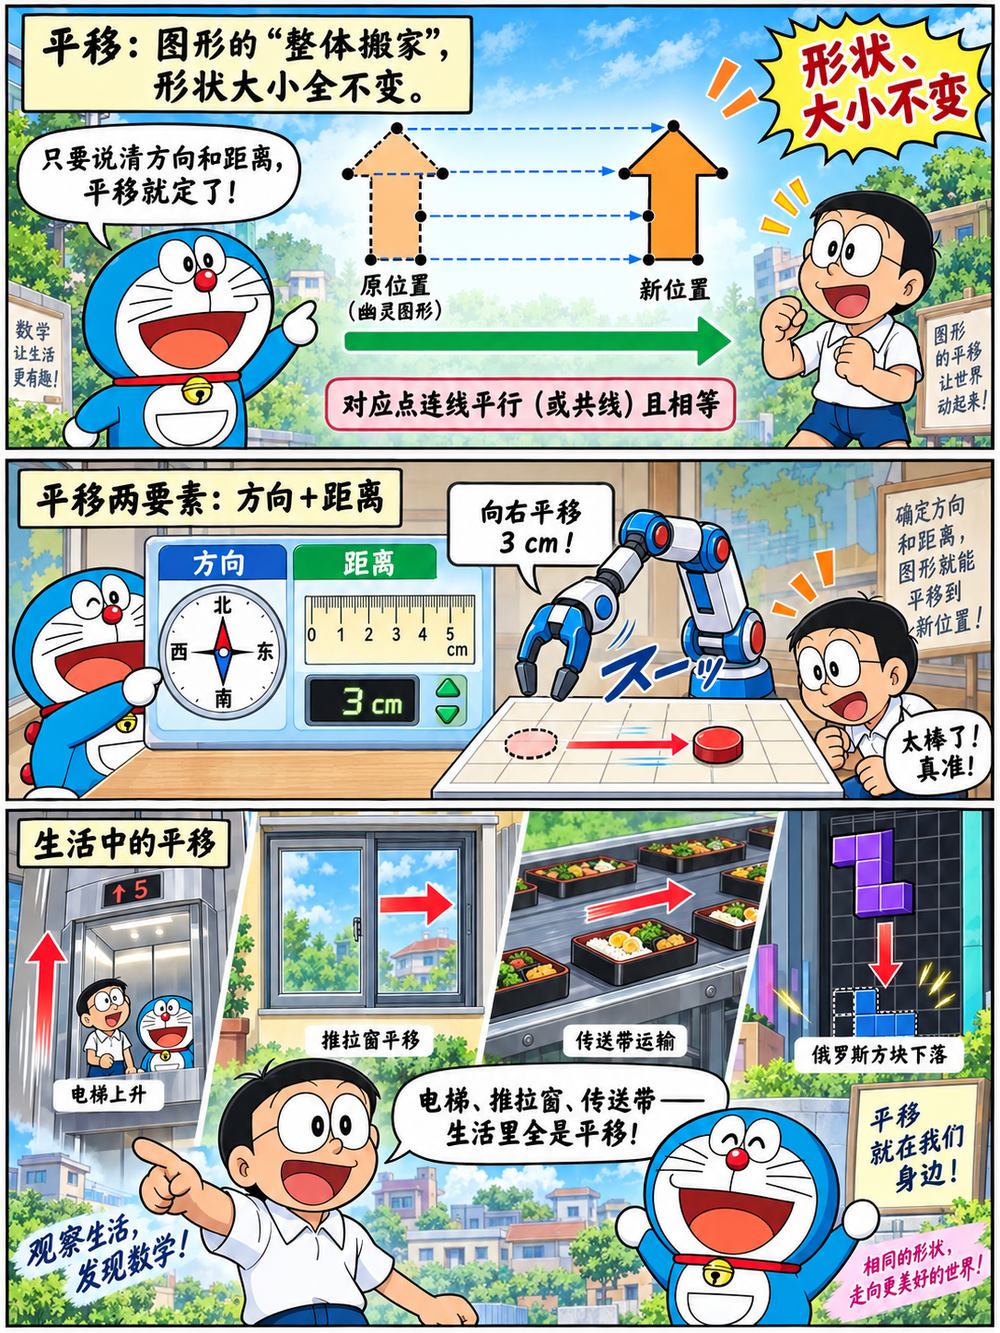 平移：图形的“整体搬家”，
形状大小全不变。
形状、
大小不变
只要说清方向和距离，
平移就定了！
原位置
（幽灵图形）
新位置
数学
让生活
更有趣！
图形
的平移
让世界
动起来！
对应点连线平行（或共线）且相等
平移两要素：方向＋距离
向右平移
3 cm！
确定方向
和距离，
图形就能
平移到
新位置！
方向
北
西
东
南
距离
0 1 2 3 4 5
cm
3 cm
スーッ
太棒了！
真准！
生活中的平移
↑5
电梯上升
推拉窗平移
传送带运输
俄罗斯方块下落
电梯、推拉窗、传送带——
生活里全是平移！
平移
就在我们
身边！
观察生活，
发现数学！
相同的形状，
走向更美好的世界！